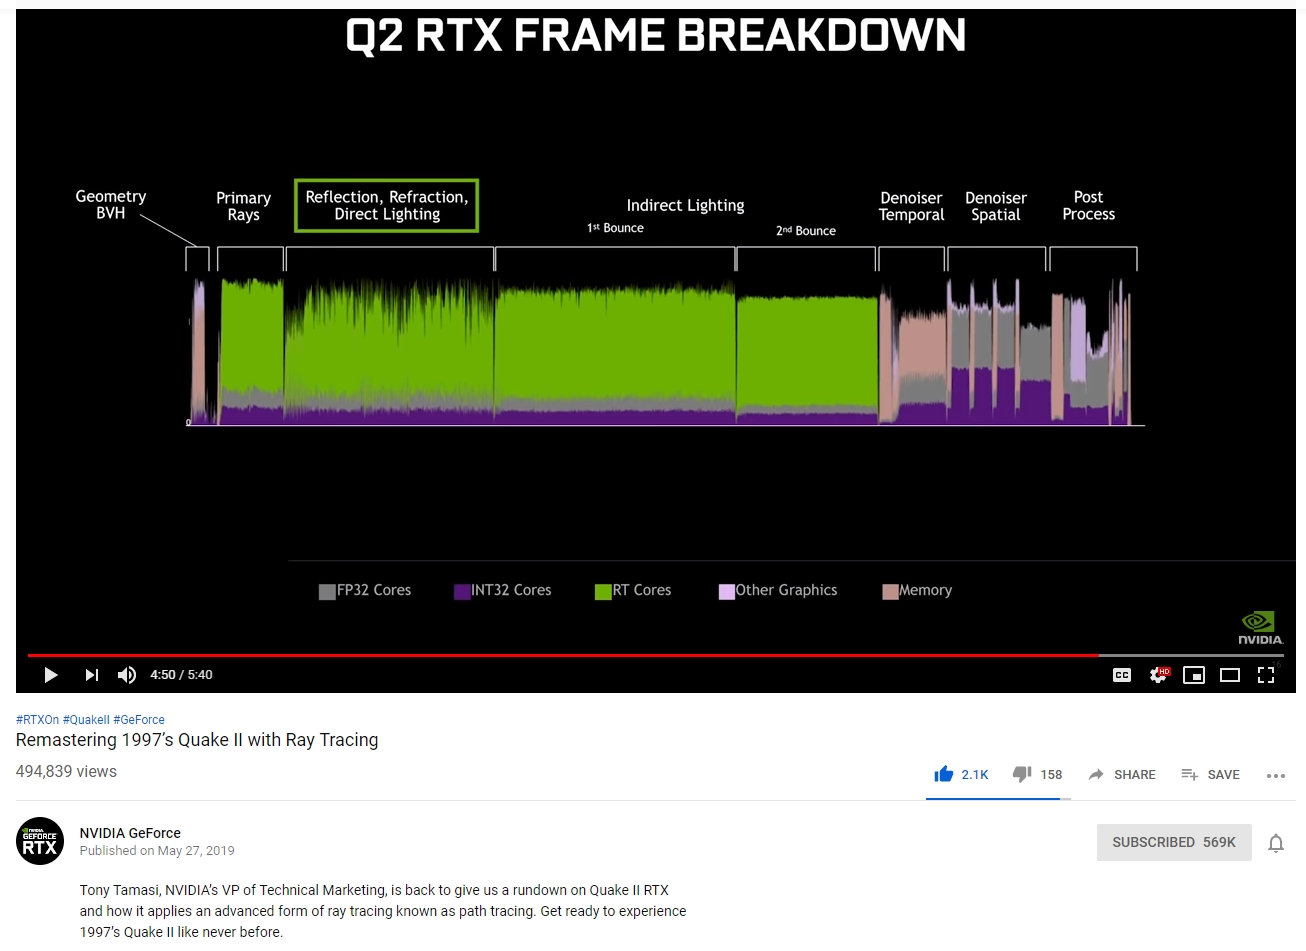 Q2 RTX FRAME BREAKDOWN
Geometry
BVH
Primary
Rays
Reflection, Refraction,
Direct Lighting
Indirect Lighting
1st Bounce
2nd Bounce
Denoiser
Temporal
Denoiser
Spatial
Post
Process
0
FP32 Cores
INT32 Cores
RT Cores
Other Graphics
Memory
NVIDIA.
16
4:50 / 5:40
CC
HD
#RTXOn #QuakeII #GeForce
Remastering 1997’s Quake II with Ray Tracing
494,839 views
2.1K
158
SHARE
SAVE
NVIDIA.
GEFORCE
RTX
NVIDIA GeForce
Published on May 27, 2019
SUBSCRIBED 569K
Tony Tamasi, NVIDIA’s VP of Technical Marketing, is back to give us a rundown on Quake II RTX
and how it applies an advanced form of ray tracing known as path tracing. Get ready to experience
1997’s Quake II like never before.